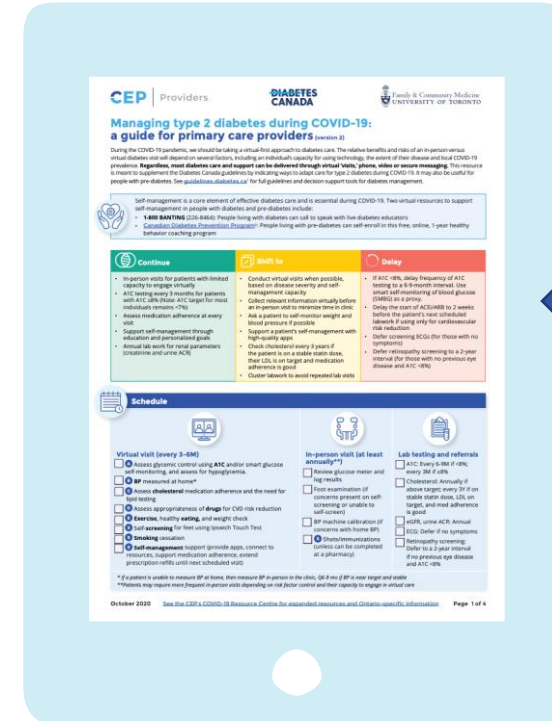 CEP Providers
DIABETES
CANADA
Family & Community Medicine
UNIVERSITY OF TORONTO
Managing type 2 diabetes during COVID-19:
a guide for primary care providers (version 2)
During the COVID-19 pandemic, we should be taking a virtual-first approach to diabetes care. The relative benefits and risks of an in-person versus
virtual diabetes visit will depend on several factors, including an individual's capacity for using technology, the extent of their disease and local COVID-19
prevalence. Regardless, most diabetes care and support can be delivered through virtual 'visits,' phone, video or secure messaging. This resource
is meant to supplement the Diabetes Canada guidelines by indicating ways to adapt care for type 2 diabetes during COVID-19. It may also be useful for
people with pre-diabetes. See guidelines.diabetes.ca for full guidelines and decision-support tools for diabetes management.
Self-management is a core element of effective diabetes care and is essential during COVID-19. Two virtual resources to support
self-management in people with diabetes and pre-diabetes include:
• 1-800 BANTING (226-8464): People living with diabetes can call to speak with live diabetes educators
• Canadian Diabetes Prevention Program: People living with pre-diabetes can self-enroll in this free, online, 1-year healthy
behavior coaching program
Continue
• In-person visits for patients with limited
capacity to engage virtually
• A1C testing every 3 months for patients
with A1C ≥8% (Note: A1C target for most
individuals remains <7%)
• Assess medication adherence at every
visit
• Support self-management through
education and personalized goals
• Annual lab work for renal parameters
(creatinine and urine ACR)
Shift to
• Conduct virtual visits when possible,
based on disease severity and self-
management capacity
• Collect relevant information virtually before
an in-person visit to minimize time in clinic
• Ask a patient to self-monitor weight and
blood pressure if possible
• Support a patient's self-management with
high-quality apps
• Check cholesterol every 3 years if
the patient is on a stable statin dose,
their LDL is on target and medication
adherence is good
• Cluster labwork to avoid repeated lab visits
Delay
• If A1C <8%, delay frequency of A1C
testing to a 6-9-month interval. Use
smart self-monitoring of blood glucose
(SMBG) as a proxy.
• Delay the start of ACEi/ARB to 2 weeks
before the patient's next scheduled
labwork if using only for cardiovascular
risk reduction
• Defer screening ECGs (for those with no
symptoms)
• Defer retinopathy screening to a 2-year
interval (for those with no previous eye
disease and A1C <8%)
Schedule
Virtual visit (every 3-6M)
A Assess glycemic control using A1C and/or smart glucose
self-monitoring, and assess for hypoglycemia.
B BP measured at home*
C Assess cholesterol medication adherence and the need for
lipid testing
D Assess appropriateness of drugs for CVD risk reduction
E Exercise, healthy eating, and weight check
S Self-screening for feet using Ipswich Touch Test
S Smoking cessation
S Self-management support (provide apps, connect to
resources, support medication adherence, extend
prescription refills until next scheduled visit)
In-person visit (at least
annually**)
Review glucose meter and
log results
Foot examination (if
concerns present on self-
screening or unable to
self-screen)
BP machine calibration (if
concerns with home BP)
S Shots/immunizations
(unless can be completed
at a pharmacy)
Lab testing and referrals
A1C: Every 6-9M if <8%;
every 3M if ≥8%
Cholesterol: Annually if
above target; every 3Y if on
stable statin dose, LDL on
target, and med adherence
is good
eGFR, urine ACR: Annual
ECG: Defer if no symptoms
Retinopathy screening:
Defer to a 2-year interval
if no previous eye disease
and A1C <8%
* If a patient is unable to measure BP at home, then measure BP in-person in the clinic, Q6-9 mo if BP is near target and stable
**Patients may require more frequent in-person visits depending on risk factor control and their capacity to engage in virtual care
October 2020 See the CEP's COVID-19 Resource Centre for expanded resources and Ontario-specific information Page 1 of 4